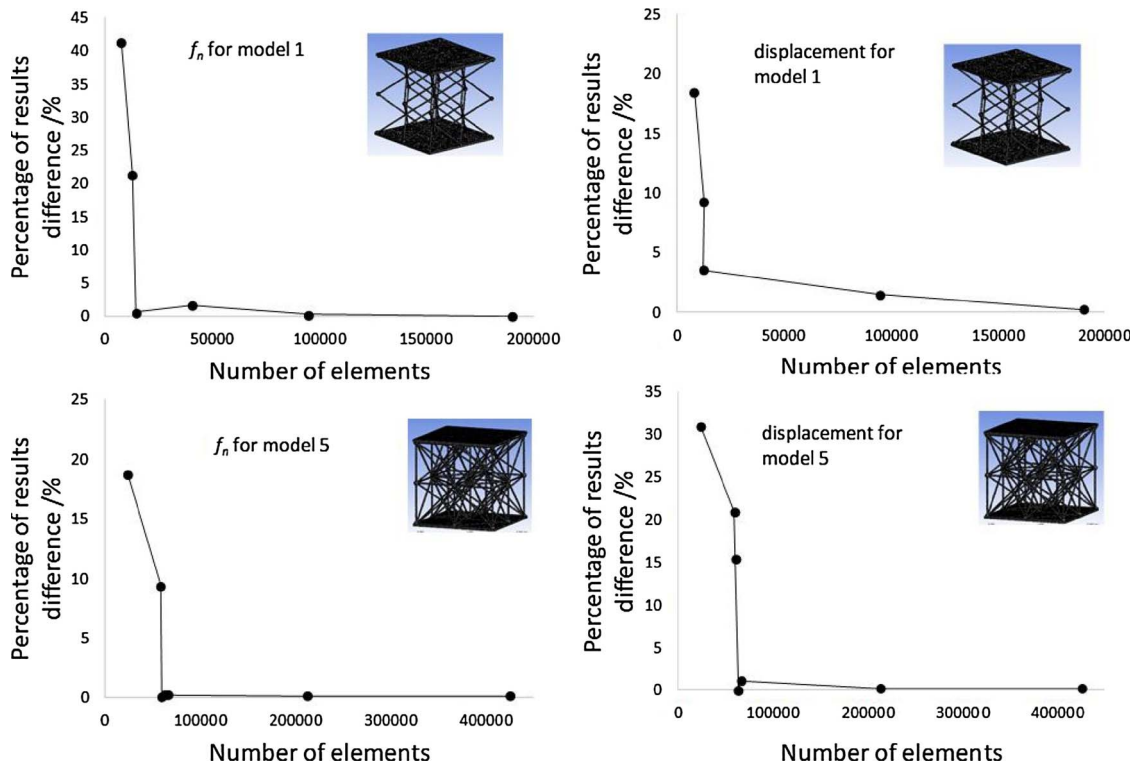 Percentage of results
difference /%
45
40
35
30
25
20
15
10
5
0
fn for model 1
0
50000
100000
150000
200000
Number of elements
Percentage of results
difference /%
25
20
15
10
5
0
displacement for
model 1
0
50000
100000
150000
200000
Number of elements
Percentage of results
difference /%
25
20
15
10
5
0
fn for model 5
0
100000
200000
300000
400000
Number of elements
Percentage of results
difference /%
35
30
25
20
15
10
5
0
displacement for
model 5
0
100000
200000
300000
400000
Number of elements